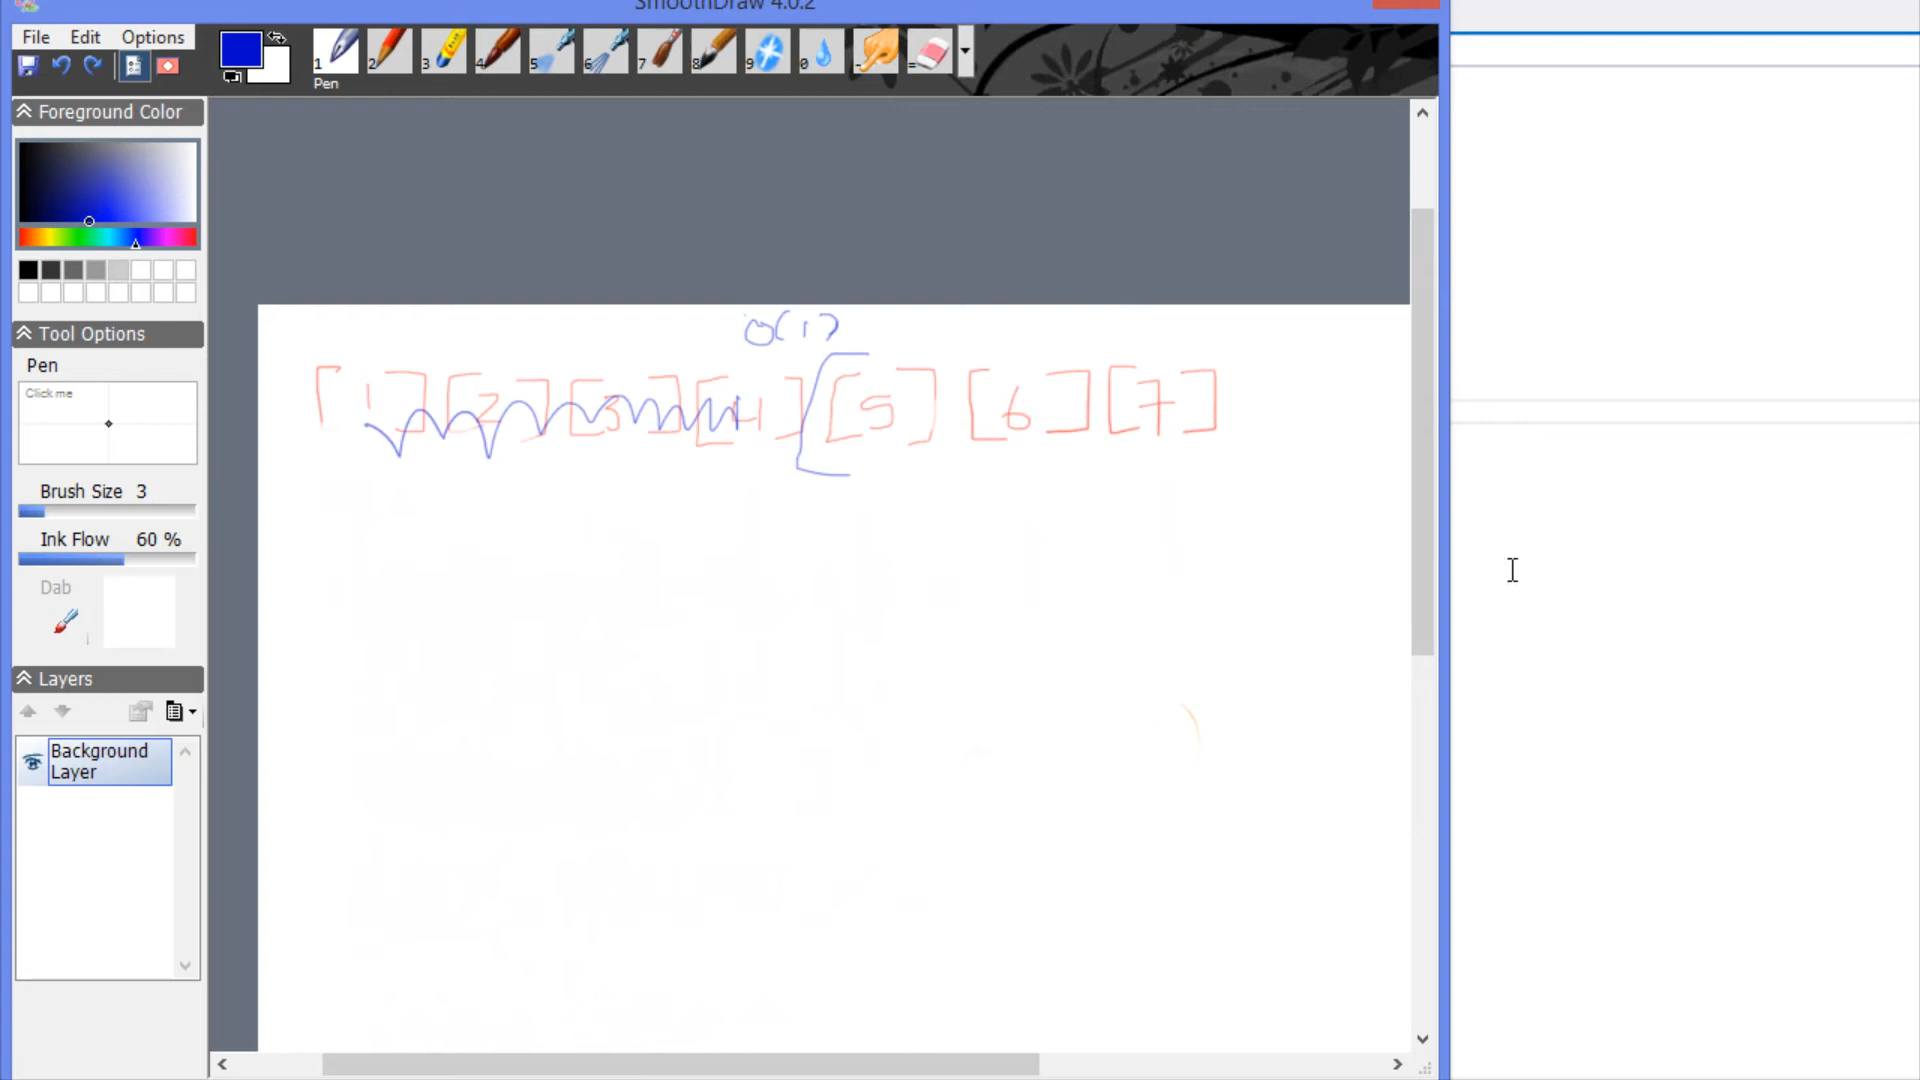 SmoothDraw 4.0.2
File Edit Options
1 2 3 4 5 6 7 8 9 0 - =
Pen
Foreground Color
Tool Options
Pen
Click me
Brush Size 3
Ink Flow 60 %
Dab
Layers
Background
Layer
O(1)
[1] [2] [3] [4] [5] [6] [7]